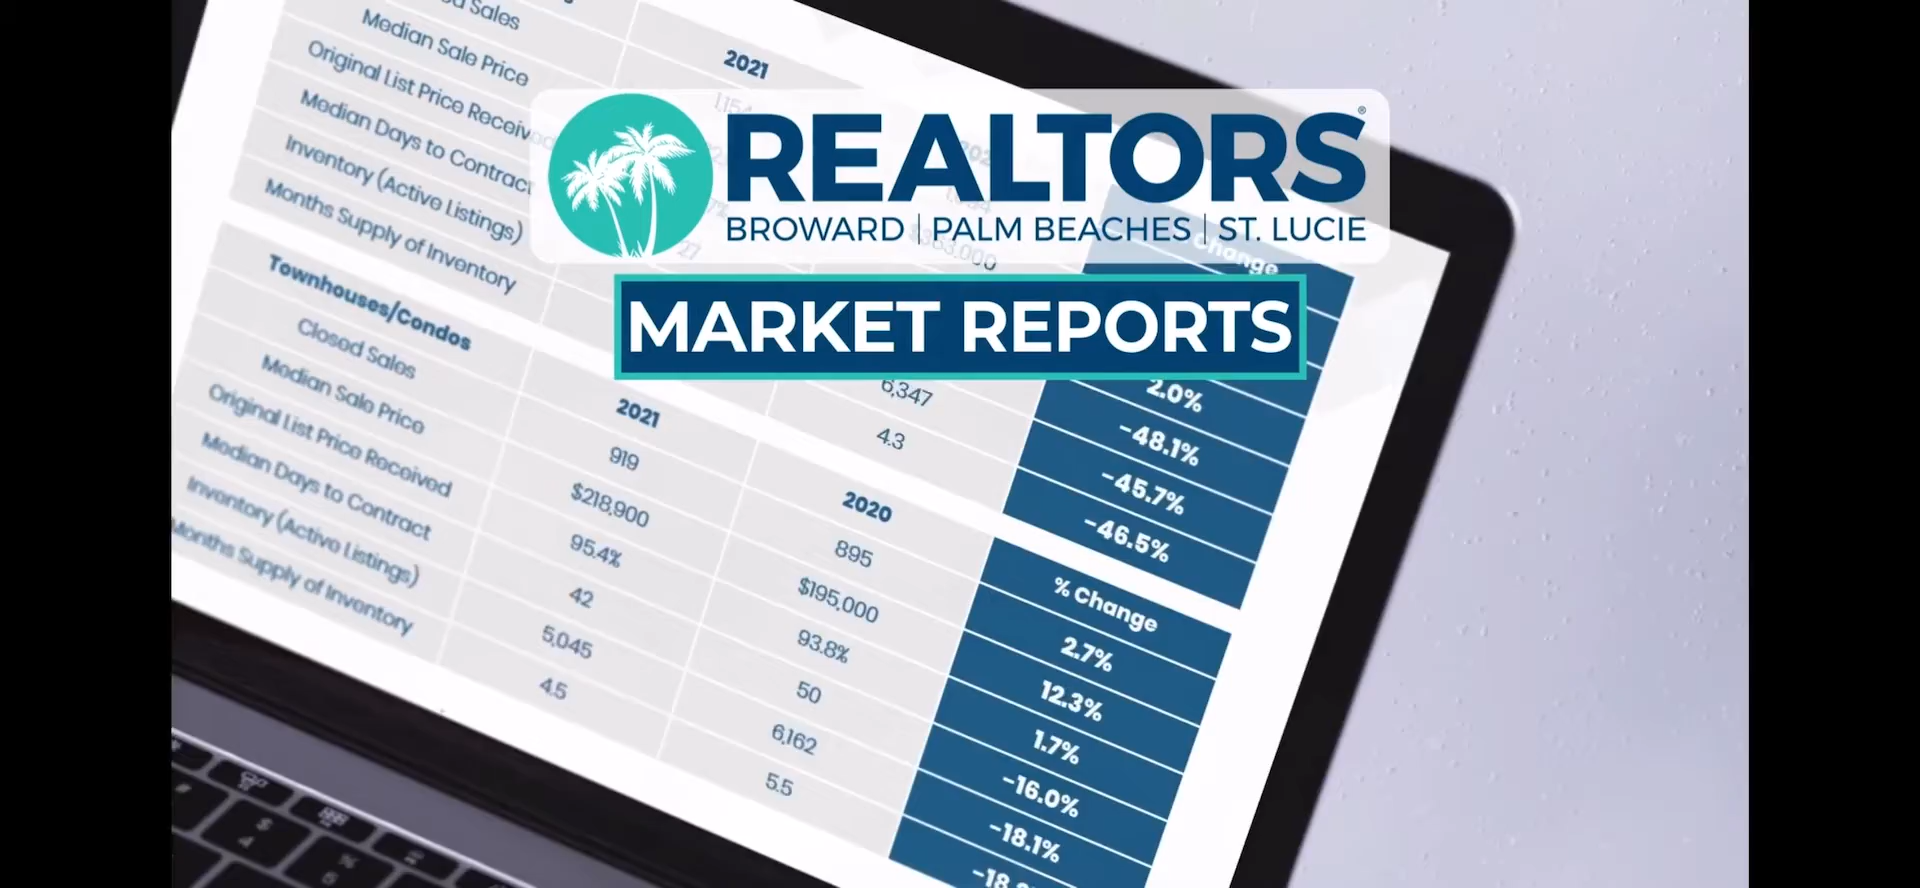 Sales
Median Sale Price
Original List Price Received
Median Days to Contract
Inventory (Active Listings)
Months Supply of Inventory
2021
REALTORS®
BROWARD | PALM BEACHES | ST. LUCIE
MARKET REPORTS
Change
27
$353,000
6,347
4.3
2.0%
-48.1%
-45.7%
-46.5%
Townhouses/Condos
2021
2020
% Change
Closed Sales
919
895
2.7%
Median Sale Price
$218,900
$195,000
12.3%
Original List Price Received
95.4%
93.8%
1.7%
Median Days to Contract
42
50
-16.0%
Inventory (Active Listings)
5,045
6,162
-18.1%
Months Supply of Inventory
4.5
5.5
$
4